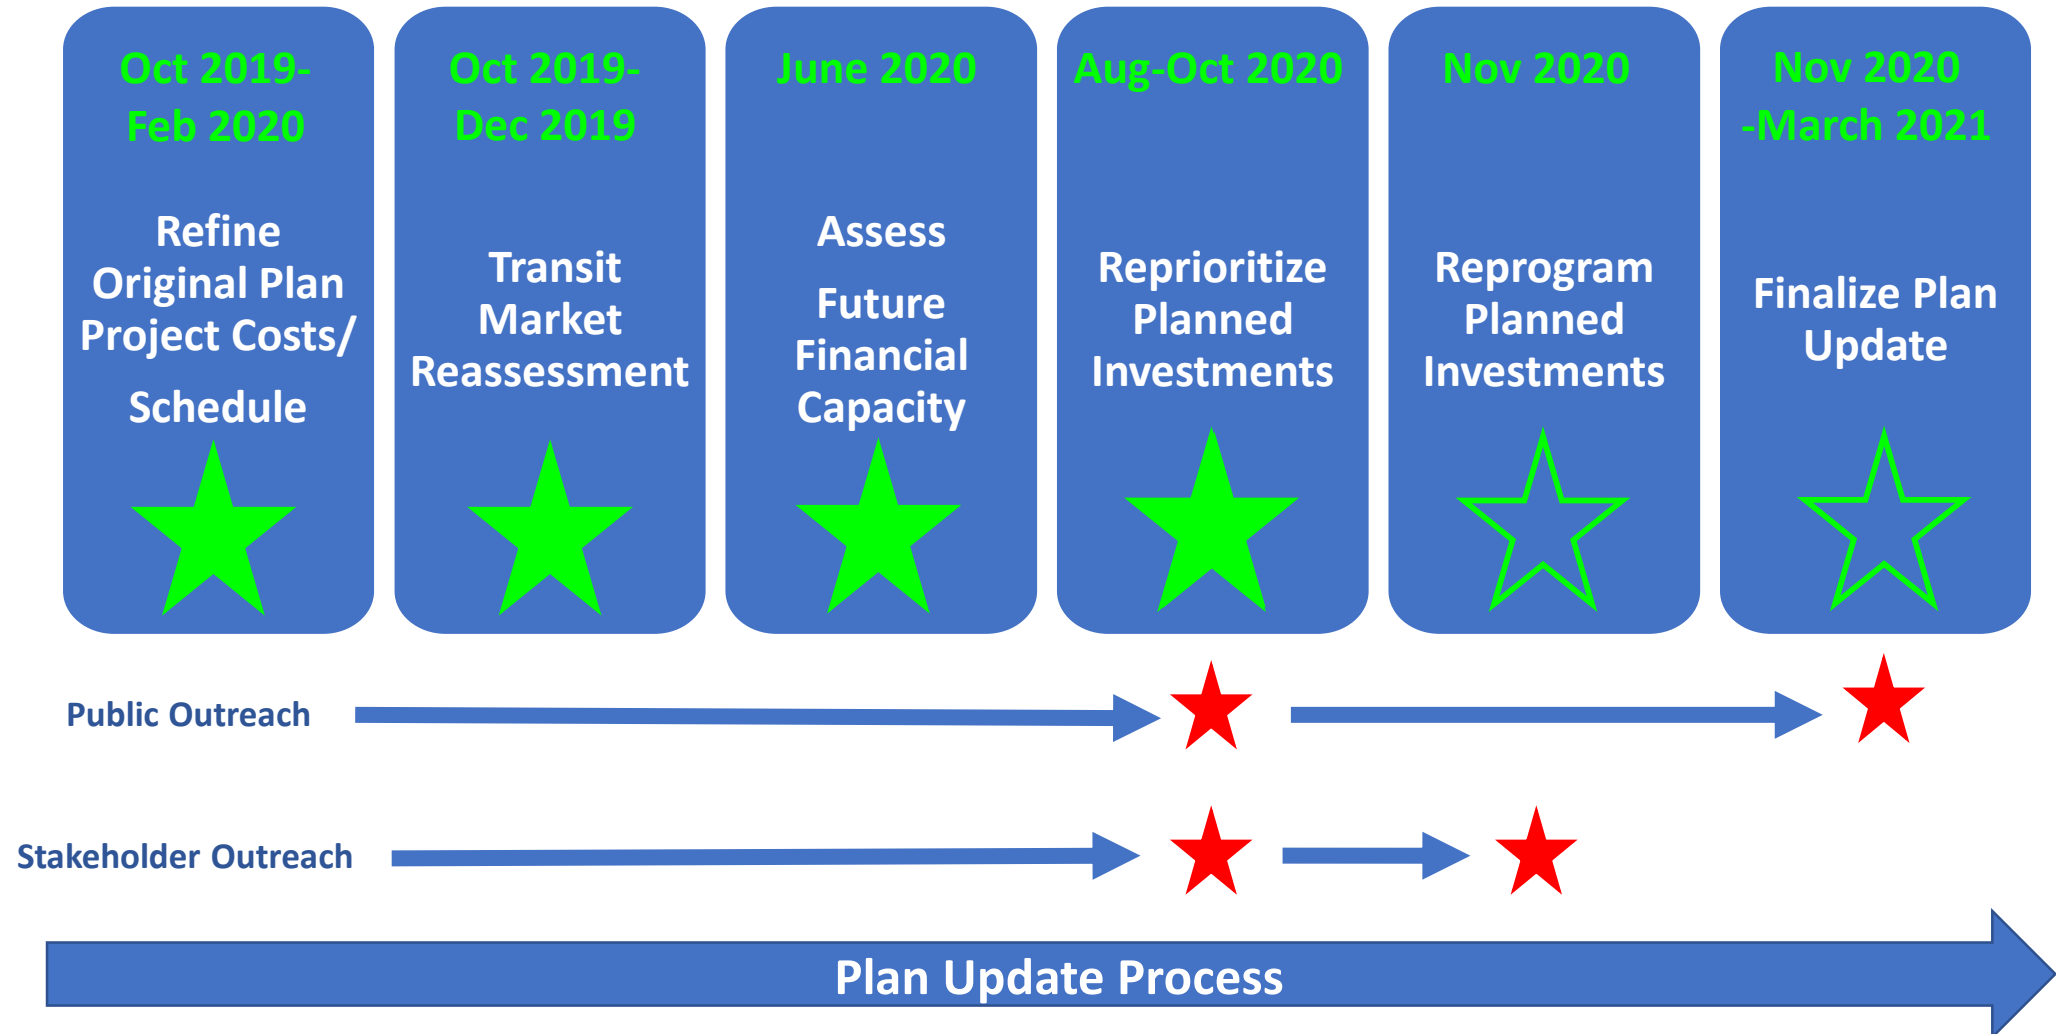 Oct 2019-
Feb 2020
Refine
Original Plan
Project Costs/
Schedule
Oct 2019-
Dec 2019
Transit
Market
Reassessment
June 2020
Assess
Future
Financial
Capacity
Aug-Oct 2020
Reprioritize
Planned
Investments
Nov 2020
Reprogram
Planned
Investments
Nov 2020
-March 2021
Finalize Plan
Update
Public Outreach
Stakeholder Outreach
Plan Update Process